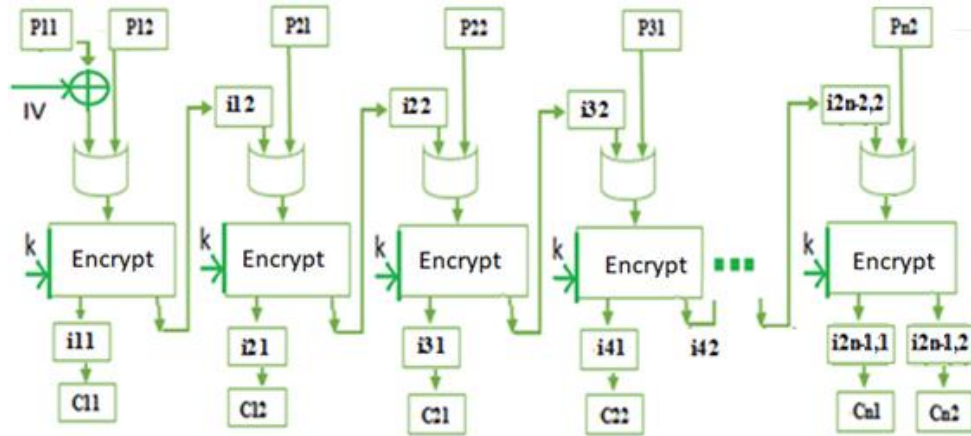 P11 P12 P21 P22 P31 Pn2
IV i12 i22 i32 i2n-2,2
k Encrypt k Encrypt k Encrypt k Encrypt k Encrypt
i11 i21 i31 i41 i42 i2n-1,1 i2n-1,2
C11 C12 C21 C22 Cn1 Cn2